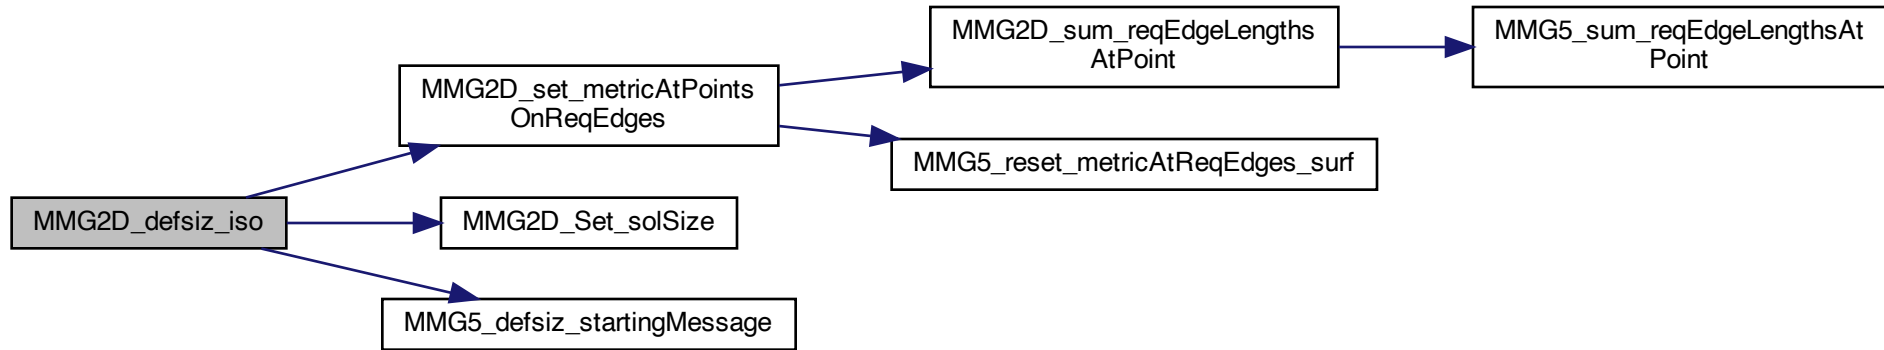 MMG2D_defsiz_iso
MMG2D_set_metricAtPoints
OnReqEdges
MMG2D_sum_reqEdgeLengths
AtPoint
MMG5_sum_reqEdgeLengthsAt
Point
MMG5_reset_metricAtReqEdges_surf
MMG2D_Set_solSize
MMG5_defsiz_startingMessage